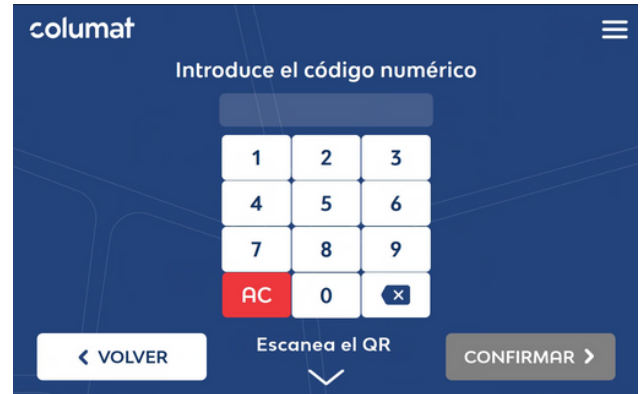 columat
Introduce el código numérico
1 2 3
4 5 6
7 8 9
AC 0
VOLVER
Escanea el QR
CONFIRMAR